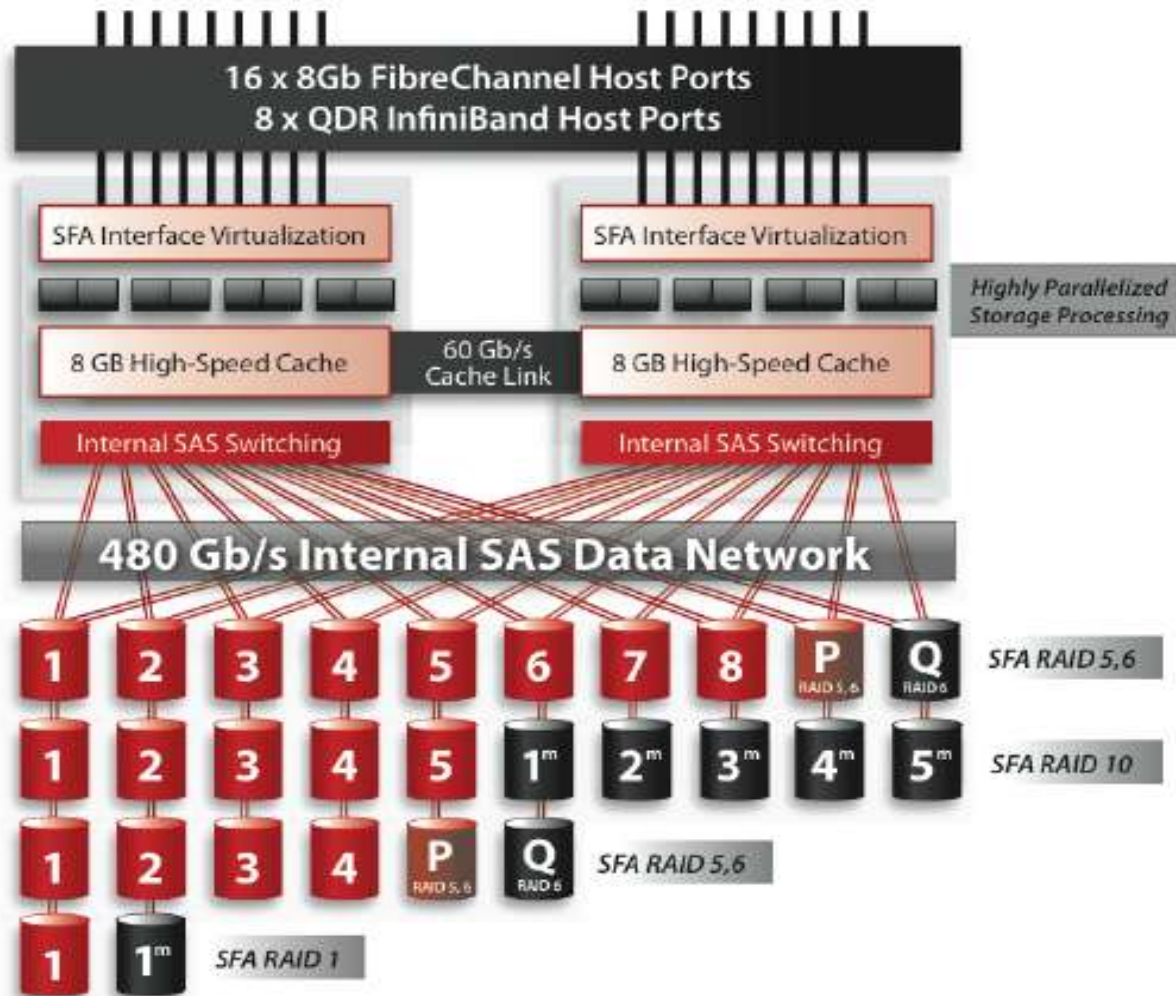 16 x 8Gb FibreChannel Host Ports
8 x QDR InfiniBand Host Ports
SFA Interface Virtualization
SFA Interface Virtualization
Highly Parallelized
Storage Processing
8 GB High-Speed Cache
60 Gb/s
Cache Link
8 GB High-Speed Cache
Internal SAS Switching
Internal SAS Switching
480 Gb/s Internal SAS Data Network
1 2 3 4 5 6 7 8 P Q SFA RAID 5,6
RAID 5, 6 RAID 6
1 2 3 4 5 1m 2m 3m 4m 5m SFA RAID 10
1 2 3 4 P Q SFA RAID 5,6
RAID 5, 6 RAID 6
1 1m SFA RAID 1